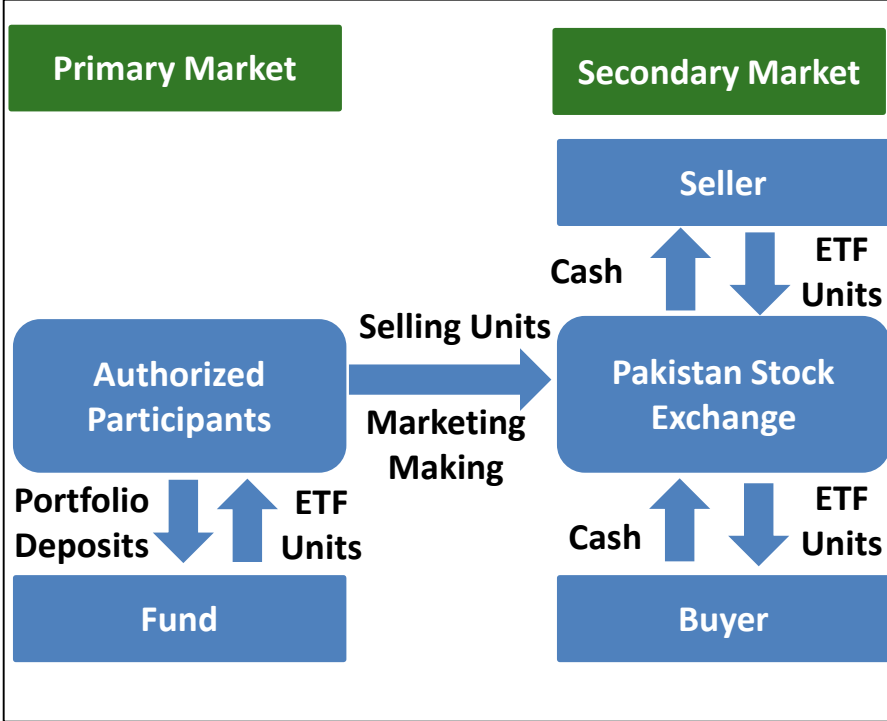 Primary Market
Secondary Market
Seller
Cash
ETF
Units
Selling Units
Authorized
Participants
Pakistan Stock
Exchange
Marketing
Making
Portfolio
Deposits
ETF
Units
Cash
ETF
Units
Fund
Buyer